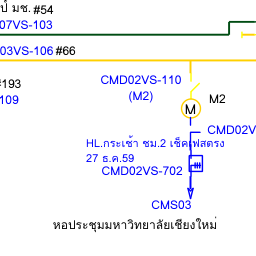 ป มช. #54
07VS-103
03VS-106 #66
CMD02VS-110
(M2)
#193
109
M2
M
CMD02V
HL.กระเช้า ชม.2 เช็คเฟสตรง
27 ธ.ค.59
CMD02VS-702
CMS03
หอประชุมมหาวิทยาลัยเชียงใหม่